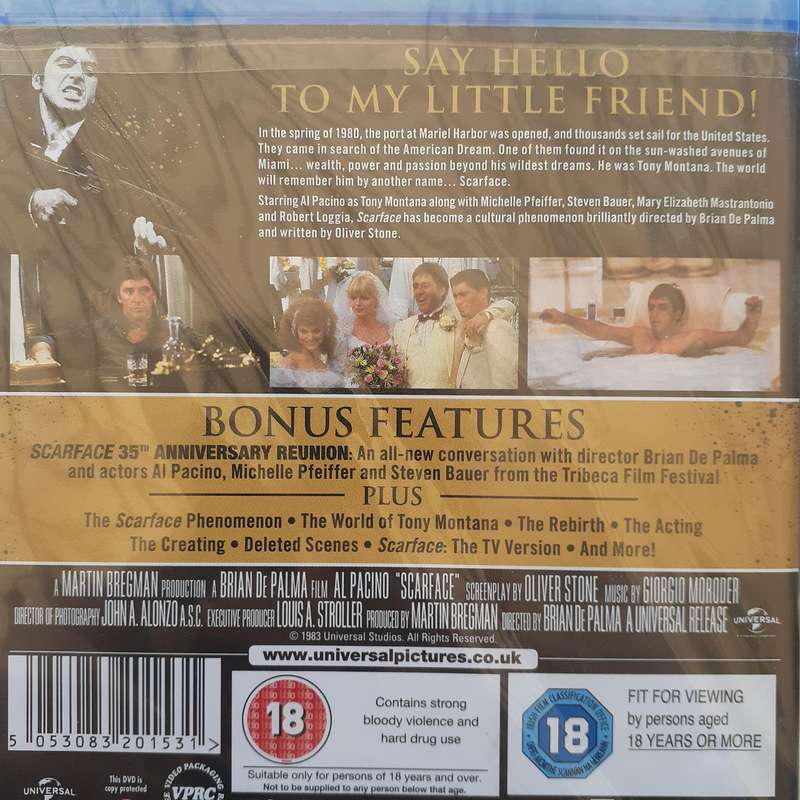 SAY HELLO
TO MY LITTLE FRIEND!
In the spring of 1980, the port at Mariel Harbor was opened, and thousands set sail for the United States.
They came in search of the American Dream. One of them found it on the sun-washed avenues of
Miami... wealth, power and passion beyond his wildest dreams. He was Tony Montana. The world
will remember him by another name... Scarface.
Starring Al Pacino as Tony Montana along with Michelle Pfeiffer, Steven Bauer, Mary Elizabeth Mastrantonio
and Robert Loggia, Scarface has become a cultural phenomenon brilliantly directed by Brian De Palma
and written by Oliver Stone.
BONUS FEATURES
SCARFACE 35TH ANNIVERSARY REUNION: An all-new conversation with director Brian De Palma
and actors Al Pacino, Michelle Pfeiffer and Steven Bauer from the Tribeca Film Festival
PLUS
The Scarface Phenomenon • The World of Tony Montana • The Rebirth • The Acting
The Creating • Deleted Scenes • Scarface: The TV Version • And More!
A MARTIN BREGMAN PRODUCTION A BRIAN DE PALMA FILM AL PACINO "SCARFACE" SCREENPLAY BY OLIVER STONE MUSIC BY GIORGIO MORODER
DIRECTOR OF PHOTOGRAPHY JOHN A. ALONZO A.S.C. EXECUTIVE PRODUCER LOUIS A. STROLLER PRODUCED BY MARTIN BREGMAN DIRECTED BY BRIAN DE PALMA A UNIVERSAL RELEASE
UNIVERSAL
© 1983 Universal Studios. All Rights Reserved.
www.universalpictures.co.uk
5 053083 201531 >
18
Contains strong
bloody violence and
hard drug use
Suitable only for persons of 18 years and over.
Not to be supplied to any person below that age.
IRISH FILM CLASSIFICATION OFFICE
18
FIT FOR VIEWING
by persons aged
18 YEARS OR MORE
UNIVERSAL
This DVD is
copy protected
VIDEO PACKAGING RE
VPRC